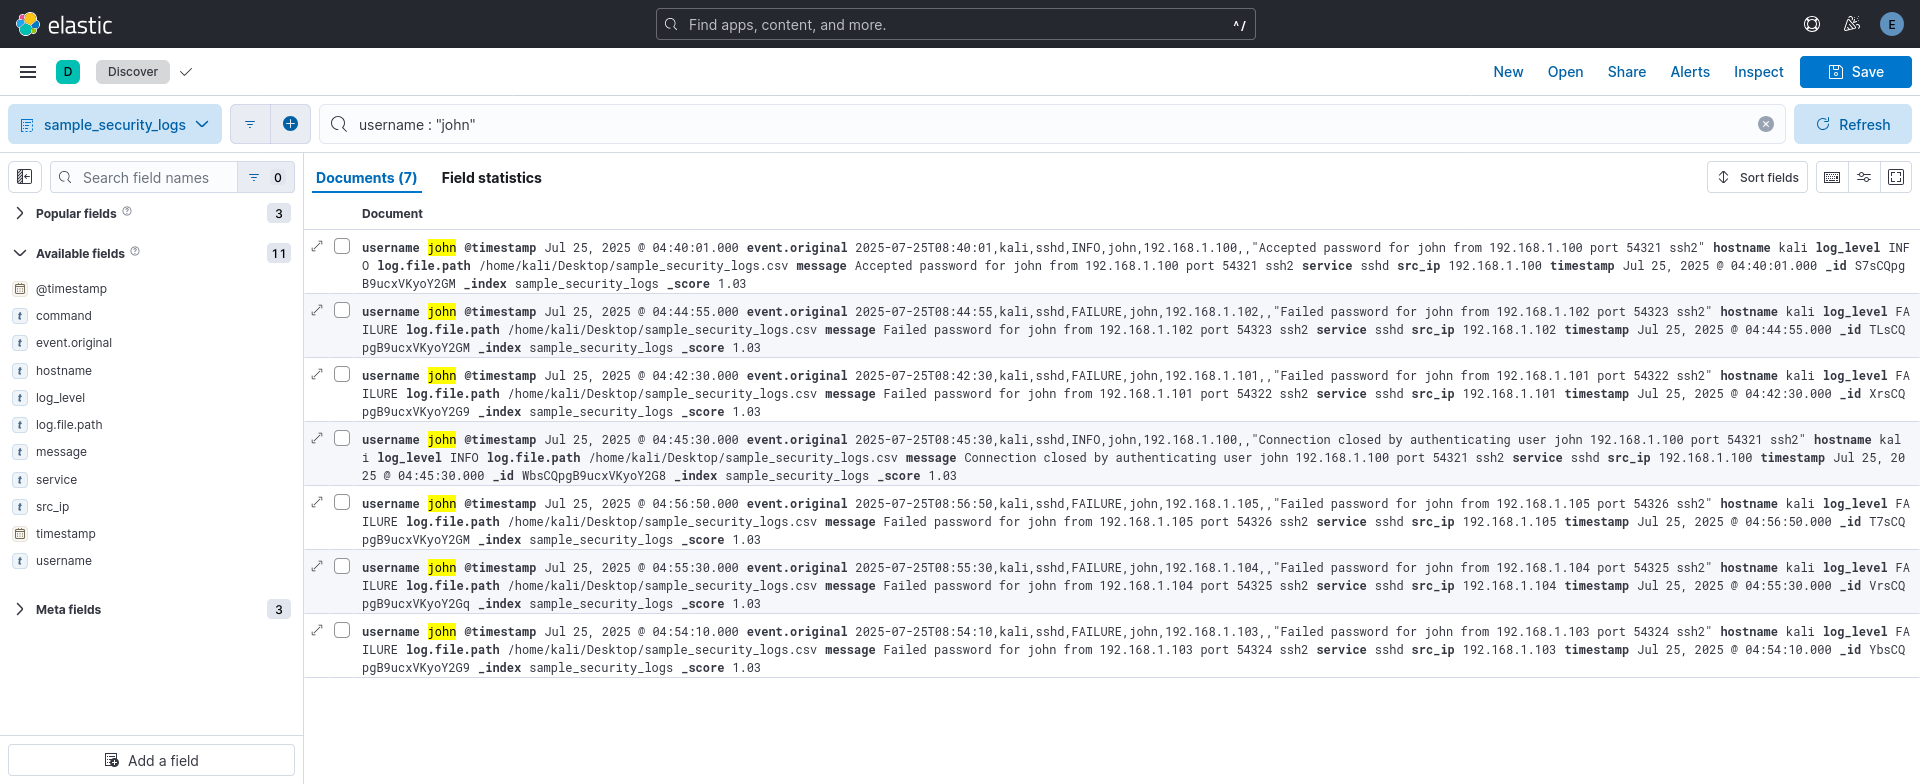 elastic
Find apps, content, and more.
^/
E
D
Discover
New
Open
Share
Alerts
Inspect
Save
sample_security_logs
username : "john"
Refresh
Search field names
0
Documents (7)
Field statistics
Sort fields
Popular fields
3
Available fields
11
@timestamp
t command
t event.original
t hostname
t log_level
t log.file.path
t message
t service
t src_ip
timestamp
t username
Meta fields
3
Add a field
Document
username john @timestamp Jul 25, 2025 @ 04:40:01.000 event.original 2025-07-25T08:40:01,kali,sshd,INFO,john,192.168.1.100,,"Accepted password for john from 192.168.1.100 port 54321 ssh2" hostname kali log_level INF
O log.file.path /home/kali/Desktop/sample_security_logs.csv message Accepted password for john from 192.168.1.100 port 54321 ssh2 service sshd src_ip 192.168.1.100 timestamp Jul 25, 2025 @ 04:40:01.000 _id S7sCQpg
B9ucxVKyoY2GM _index sample_security_logs _score 1.03
username john @timestamp Jul 25, 2025 @ 04:44:55.000 event.original 2025-07-25T08:44:55,kali,sshd,FAILURE,john,192.168.1.102,,"Failed password for john from 192.168.1.102 port 54323 ssh2" hostname kali log_level FA
ILURE log.file.path /home/kali/Desktop/sample_security_logs.csv message Failed password for john from 192.168.1.102 port 54323 ssh2 service sshd src_ip 192.168.1.102 timestamp Jul 25, 2025 @ 04:44:55.000 _id TLsCQ
pgB9ucxVKyoY2GM _index sample_security_logs _score 1.03
username john @timestamp Jul 25, 2025 @ 04:42:30.000 event.original 2025-07-25T08:42:30,kali,sshd,FAILURE,john,192.168.1.101,,"Failed password for john from 192.168.1.101 port 54322 ssh2" hostname kali log_level FA
ILURE log.file.path /home/kali/Desktop/sample_security_logs.csv message Failed password for john from 192.168.1.101 port 54322 ssh2 service sshd src_ip 192.168.1.101 timestamp Jul 25, 2025 @ 04:42:30.000 _id XrsCQ
pgB9ucxVKyoY2G9 _index sample_security_logs _score 1.03
username john @timestamp Jul 25, 2025 @ 04:45:30.000 event.original 2025-07-25T08:45:30,kali,sshd,INFO,john,192.168.1.100,,"Connection closed by authenticating user john 192.168.1.100 port 54321 ssh2" hostname kal
i log_level INFO log.file.path /home/kali/Desktop/sample_security_logs.csv message Connection closed by authenticating user john 192.168.1.100 port 54321 ssh2 service sshd src_ip 192.168.1.100 timestamp Jul 25, 20
25 @ 04:45:30.000 _id WbsCQpgB9ucxVKyoY2G8 _index sample_security_logs _score 1.03
username john @timestamp Jul 25, 2025 @ 04:56:50.000 event.original 2025-07-25T08:56:50,kali,sshd,FAILURE,john,192.168.1.105,,"Failed password for john from 192.168.1.105 port 54326 ssh2" hostname kali log_level FA
ILURE log.file.path /home/kali/Desktop/sample_security_logs.csv message Failed password for john from 192.168.1.105 port 54326 ssh2 service sshd src_ip 192.168.1.105 timestamp Jul 25, 2025 @ 04:56:50.000 _id T7sCQ
pgB9ucxVKyoY2GM _index sample_security_logs _score 1.03
username john @timestamp Jul 25, 2025 @ 04:55:30.000 event.original 2025-07-25T08:55:30,kali,sshd,FAILURE,john,192.168.1.104,,"Failed password for john from 192.168.1.104 port 54325 ssh2" hostname kali log_level FA
ILURE log.file.path /home/kali/Desktop/sample_security_logs.csv message Failed password for john from 192.168.1.104 port 54325 ssh2 service sshd src_ip 192.168.1.104 timestamp Jul 25, 2025 @ 04:55:30.000 _id VrsCQ
pgB9ucxVKyoY2Gq _index sample_security_logs _score 1.03
username john @timestamp Jul 25, 2025 @ 04:54:10.000 event.original 2025-07-25T08:54:10,kali,sshd,FAILURE,john,192.168.1.103,,"Failed password for john from 192.168.1.103 port 54324 ssh2" hostname kali log_level FA
ILURE log.file.path /home/kali/Desktop/sample_security_logs.csv message Failed password for john from 192.168.1.103 port 54324 ssh2 service sshd src_ip 192.168.1.103 timestamp Jul 25, 2025 @ 04:54:10.000 _id YbsCQ
pgB9ucxVKyoY2G9 _index sample_security_logs _score 1.03